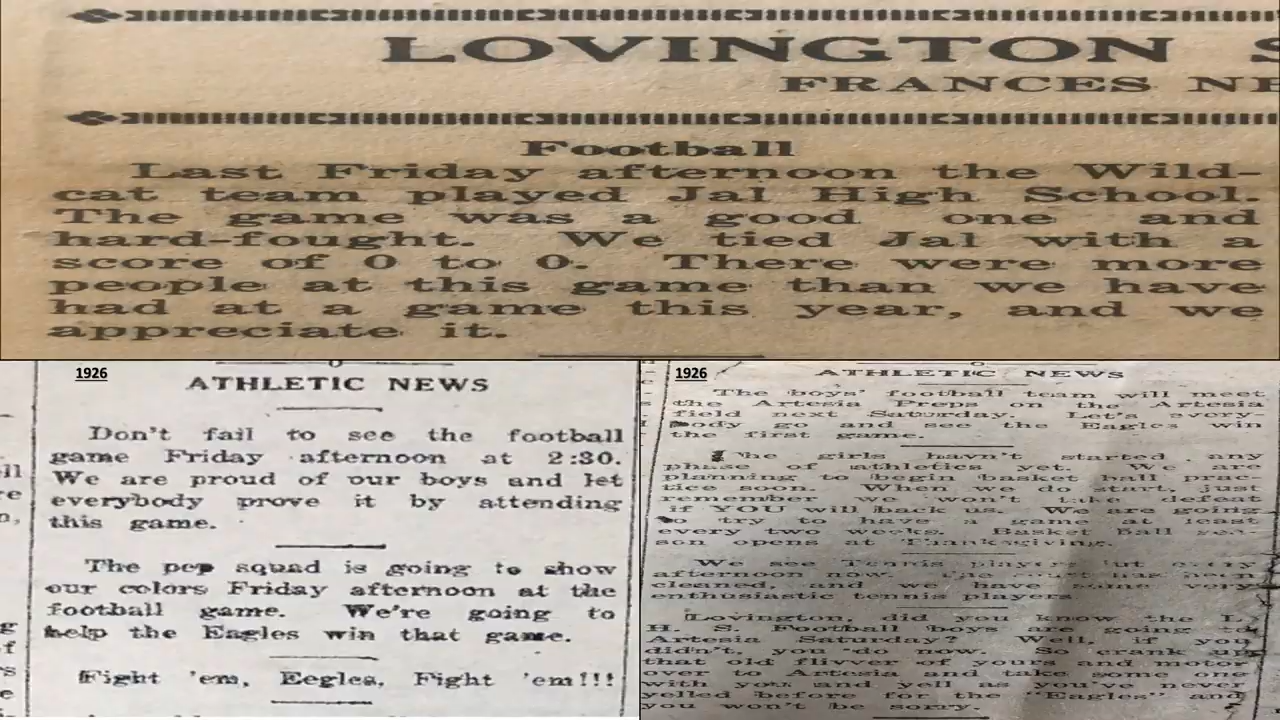 LOVINGTON S
FRANCES NE
Football
Last Friday afternoon the Wild-
cat team played Jal High School.
The game was a good one and
hard-fought. We tied Jal with a
score of 0 to 0. There were more
people at this game than we have
had at a game this year, and we
appreciate it.
1926
ATHLETIC NEWS
Don't fail to see the football
game Friday afternoon at 2:30.
We are proud of our boys and let
everybody prove it by attending
this game.
The pep squad is going to show
our colors Friday afternoon at the
football game. We're going to
help the Eagles win that game.
Fight 'em, Eegles, Fight 'em!!!
1926
ATHLETIC NEWS
The boys' football team will meet
the Artesia Preps on the Artesia
field next Saturday. Let's every-
body go and see the Eagles win
the first game.
The girls havn't started any
phase of athletics yet. We are
planning to begin basket ball prac-
tice soon. When we do start, just
remember we won't take defeat
if YOU will back us. We are going
to try to have a game at least
every two weeks. Basket Ball sea-
son opens at Thanksgiving.
We see Tennis players out every
afternoon now. The court has been
cleaned, and we have some very
enthusiastic tennis players.
Lovington, did you know the L.
H. S. Football boys are going to
Artesia Saturday? Well, if you
didn't, you do now. So crank up
that old flivver of yours and motor
over to Artesia and take some one
with you and yell as you've never
yelled before for the "Eagles" and
you won't be sorry.